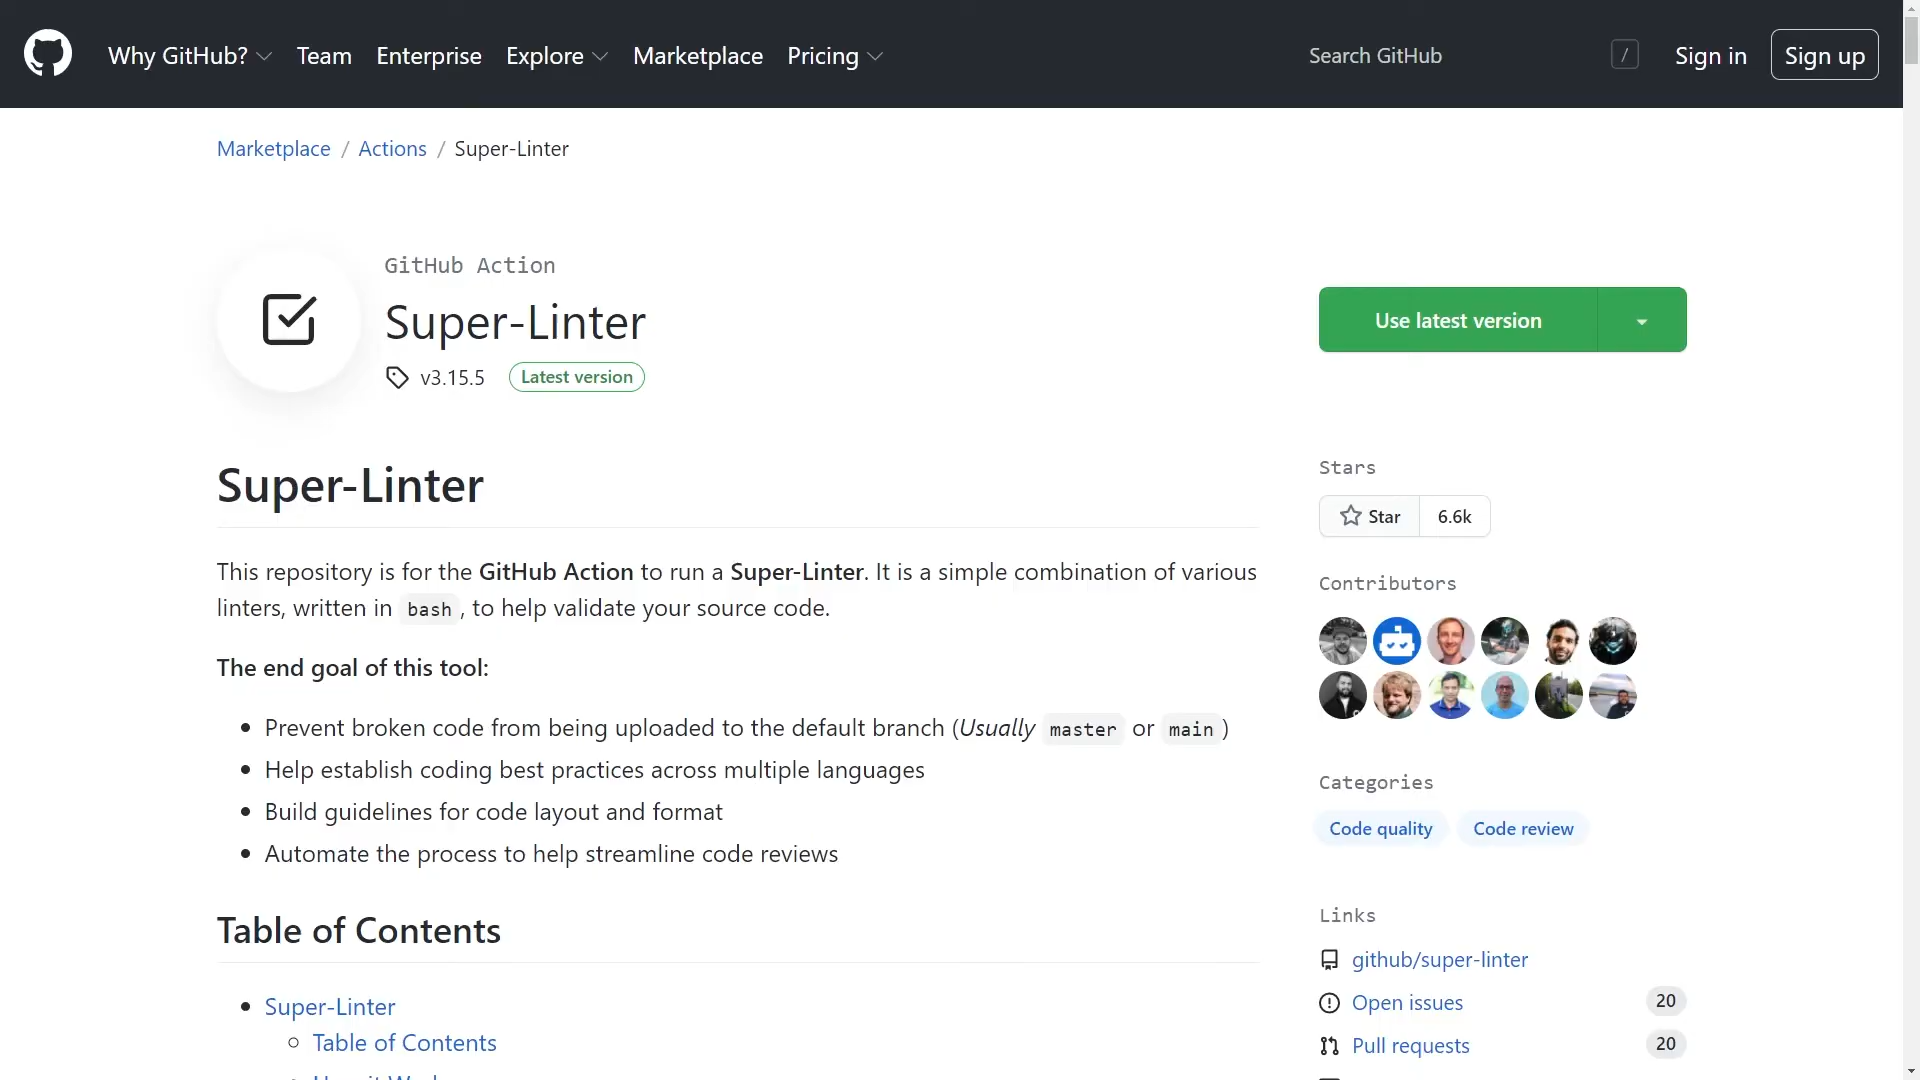 Why GitHub? Team Enterprise Explore Marketplace Pricing Search GitHub / Sign in Sign up
Marketplace / Actions / Super-Linter
GitHub Action
Super-Linter
v3.15.5 Latest version
Use latest version
Super-Linter
This repository is for the GitHub Action to run a Super-Linter. It is a simple combination of various
linters, written in bash, to help validate your source code.
The end goal of this tool:
• Prevent broken code from being uploaded to the default branch (Usually master or main)
• Help establish coding best practices across multiple languages
• Build guidelines for code layout and format
• Automate the process to help streamline code reviews
Table of Contents
• Super-Linter
◦ Table of Contents
Stars
Star 6.6k
Contributors
Categories
Code quality Code review
Links
github/super-linter
Open issues 20
Pull requests 20